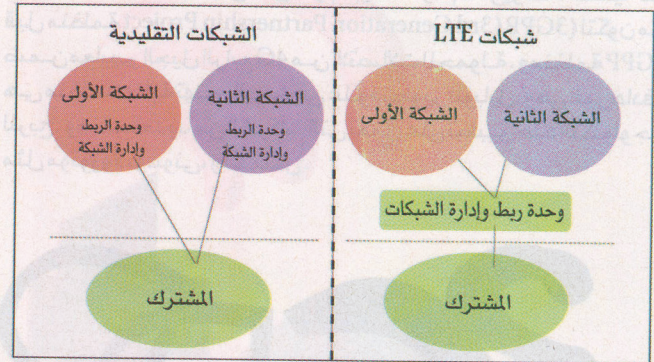 شبكات LTE
الشبكة الثانية
الشبكة الأولى
وحدة ربط وإدارة الشبكات
المشترك
الشبكات التقليدية
الشبكة الثانية
وحدة الربط
وإدارة الشبكة
الشبكة الأولى
وحدة الربط
وإدارة الشبكة
المشترك